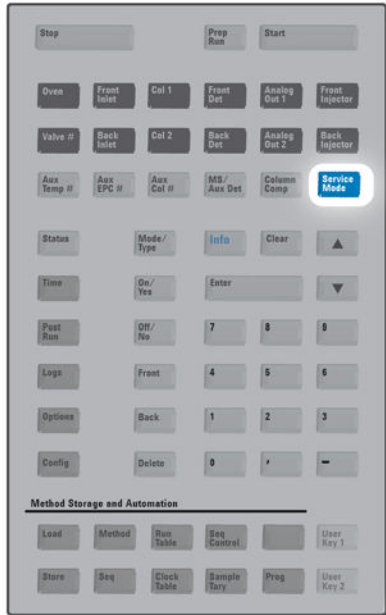 Stop Prep Run Start
Oven Front Inlet Col 1 Front Det Analog Out 1 Front Injector
Valve # Back Inlet Col 2 Back Det Analog Out 2 Back Injector
Aux Temp # Aux EPC # Aux Col # MS/ Aux Det Column Comp Service Mode
Status Mode/ Type Info Clear ▲
Time On/ Yes Enter ▼
Post Run Off/ No 7 8 9
Logs Front 4 5 6
Options Back 1 2 3
Config Delete 0 , –
Method Storage and Automation
Load Method Run Table Seq Control User Key 1
Store Seq Clock Table Sample Tary Prog User Key 2